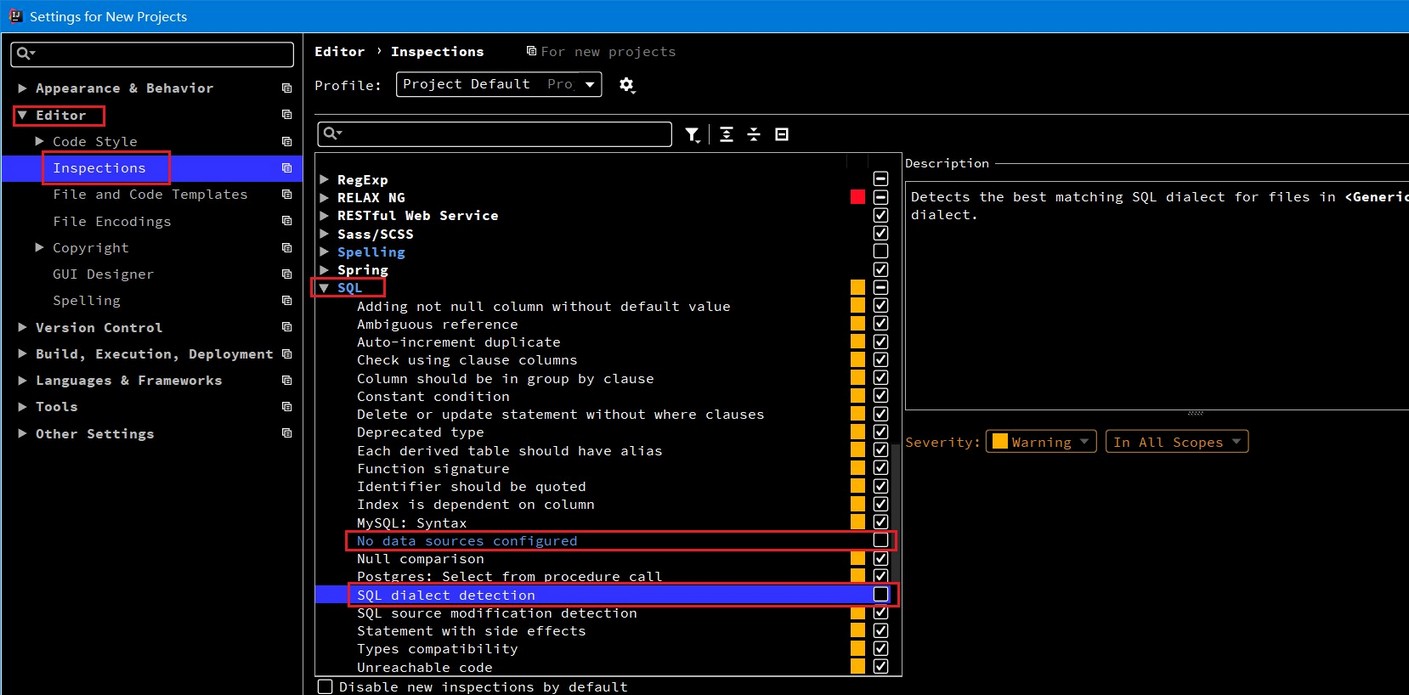 Settings for New Projects
Editor › Inspections For new projects
Profile: Project Default Pro
Appearance & Behavior
Editor
Code Style
Inspections
File and Code Templates
File Encodings
Copyright
GUI Designer
Spelling
Version Control
Build, Execution, Deployment
Languages & Frameworks
Tools
Other Settings
RegExp
RELAX NG
RESTful Web Service
Sass/SCSS
Spelling
Spring
SQL
Adding not null column without default value
Ambiguous reference
Auto-increment duplicate
Check using clause columns
Column should be in group by clause
Constant condition
Delete or update statement without where clauses
Deprecated type
Each derived table should have alias
Function signature
Identifier should be quoted
Index is dependent on column
MySQL: Syntax
No data sources configured
Null comparison
Postgres: Select from procedure call
SQL dialect detection
SQL source modification detection
Statement with side effects
Types compatibility
Unreachable code
Disable new inspections by default
Description
Detects the best matching SQL dialect for files in <Generic
dialect.
Severity: Warning In All Scopes